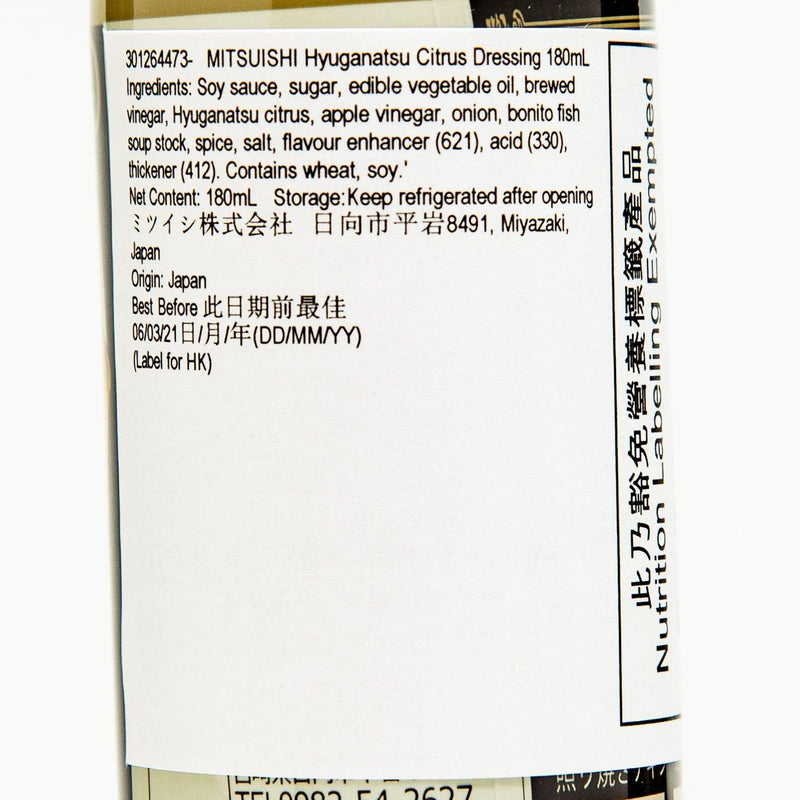 301264473- MITSUISHI Hyuganatsu Citrus Dressing 180mL
Ingredients: Soy sauce, sugar, edible vegetable oil, brewed
vinegar, Hyuganatsu citrus, apple vinegar, onion, bonito fish
soup stock, spice, salt, flavour enhancer (621), acid (330),
thickener (412). Contains wheat, soy.'
Net Content: 180mL Storage:Keep refrigerated after opening
ミツイシ株式会社 日向市平岩8491, Miyazaki,
Japan
Origin: Japan
Best Before 此日期前最佳
06/03/21日/月/年(DD/MM/YY)
(Label for HK)
此乃豁免營養標籤產品
Nutrition Labelling Exempted